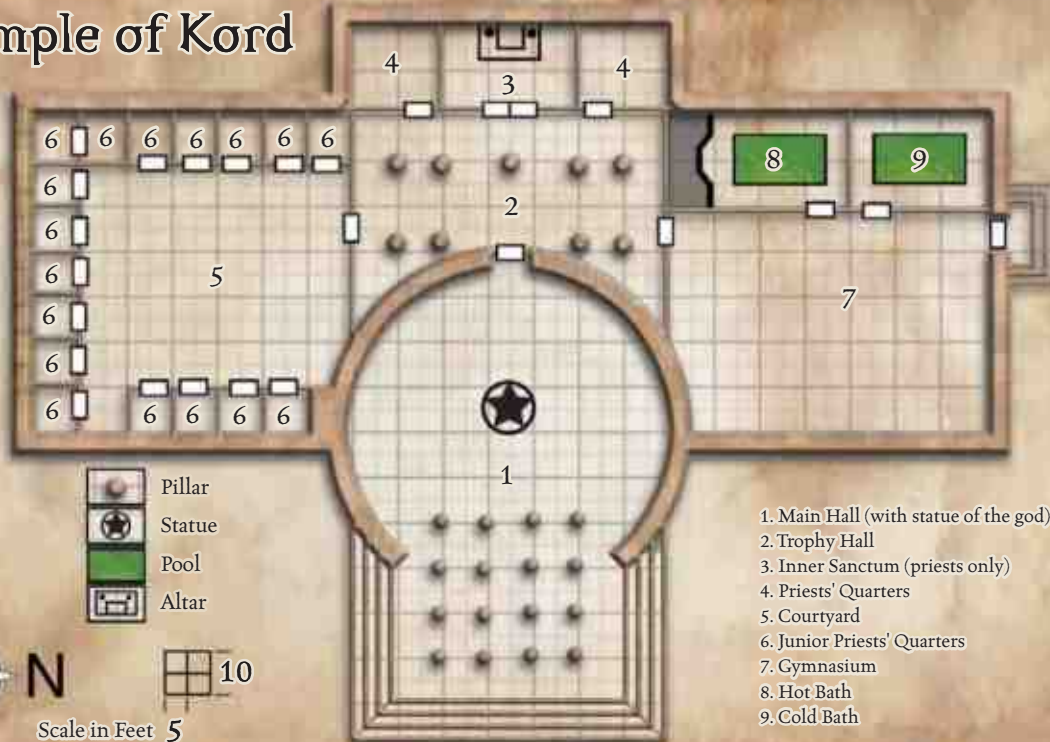 mple of Kord
4 4
3
6 6 6 6 6 6 6 8 9
6
2
6
6 5
7
6
6
6 6 6 6 6
1
Pillar
Statue
Pool
Altar
N
10
Scale in Feet 5
1. Main Hall (with statue of the god)
2. Trophy Hall
3. Inner Sanctum (priests only)
4. Priests' Quarters
5. Courtyard
6. Junior Priests' Quarters
7. Gymnasium
8. Hot Bath
9. Cold Bath